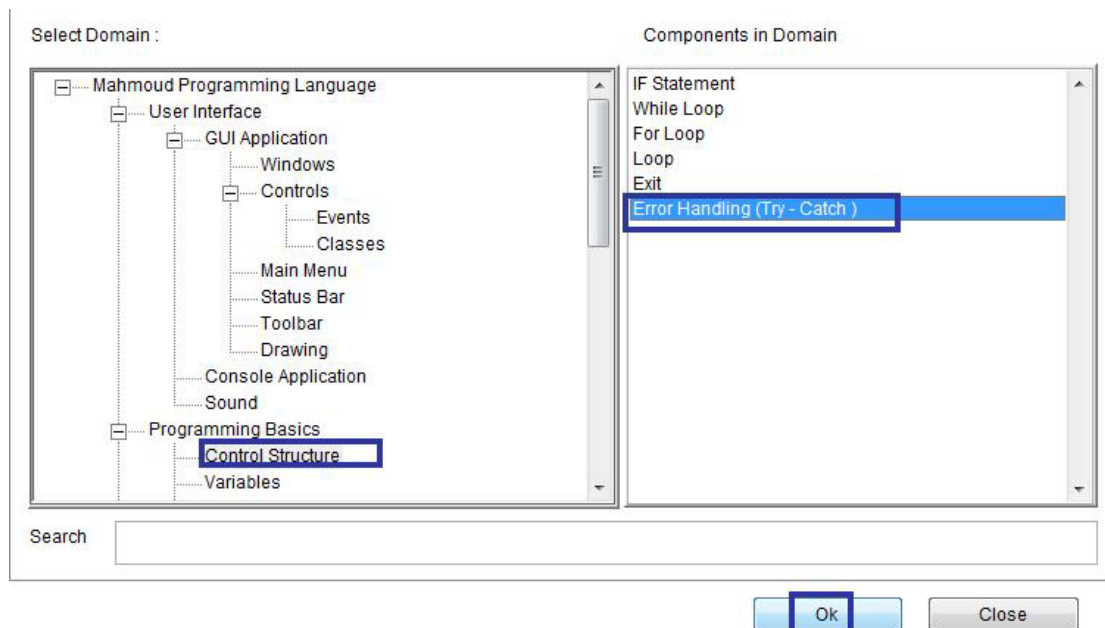 Select Domain :
Components in Domain
Mahmoud Programming Language
User Interface
GUI Application
Windows
Controls
Events
Classes
Main Menu
Status Bar
Toolbar
Drawing
Console Application
Sound
Programming Basics
Control Structure
Variables
IF Statement
While Loop
For Loop
Loop
Exit
Error Handling (Try - Catch )
Search
Ok
Close